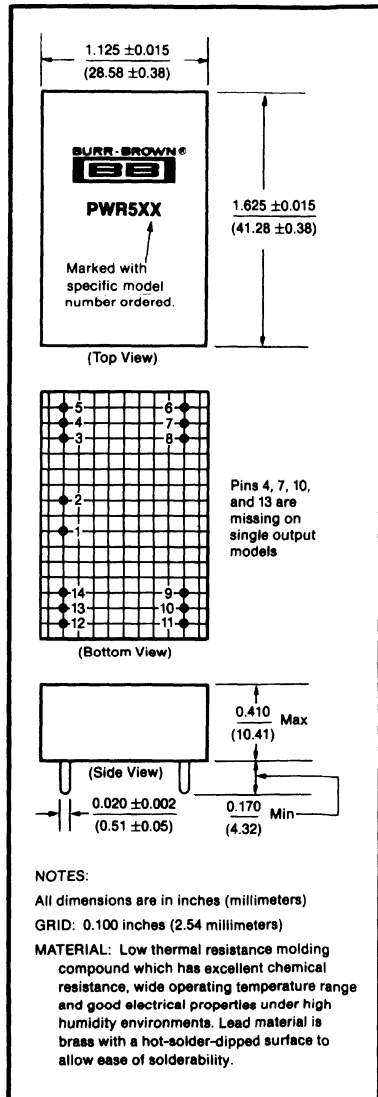 1.125 ±0.015
(28.58 ±0.38)
BURR-BROWN®
BB
PWR5XX
Marked with
specific model
number ordered.
1.625 ±0.015
(41.28 ±0.38)
(Top View)
5 6
4 7
3 8
2
1
14 9
13 10
12 11
Pins 4, 7, 10,
and 13 are
missing on
single output
models
(Bottom View)
0.410 Max
(10.41)
(Side View)
0.020 ±0.002
(0.51 ±0.05)
0.170 Min
(4.32)
NOTES:
All dimensions are in inches (millimeters)
GRID: 0.100 inches (2.54 millimeters)
MATERIAL: Low thermal resistance molding
compound which has excellent chemical
resistance, wide operating temperature range
and good electrical properties under high
humidity environments. Lead material is
brass with a hot-solder-dipped surface to
allow ease of solderability.